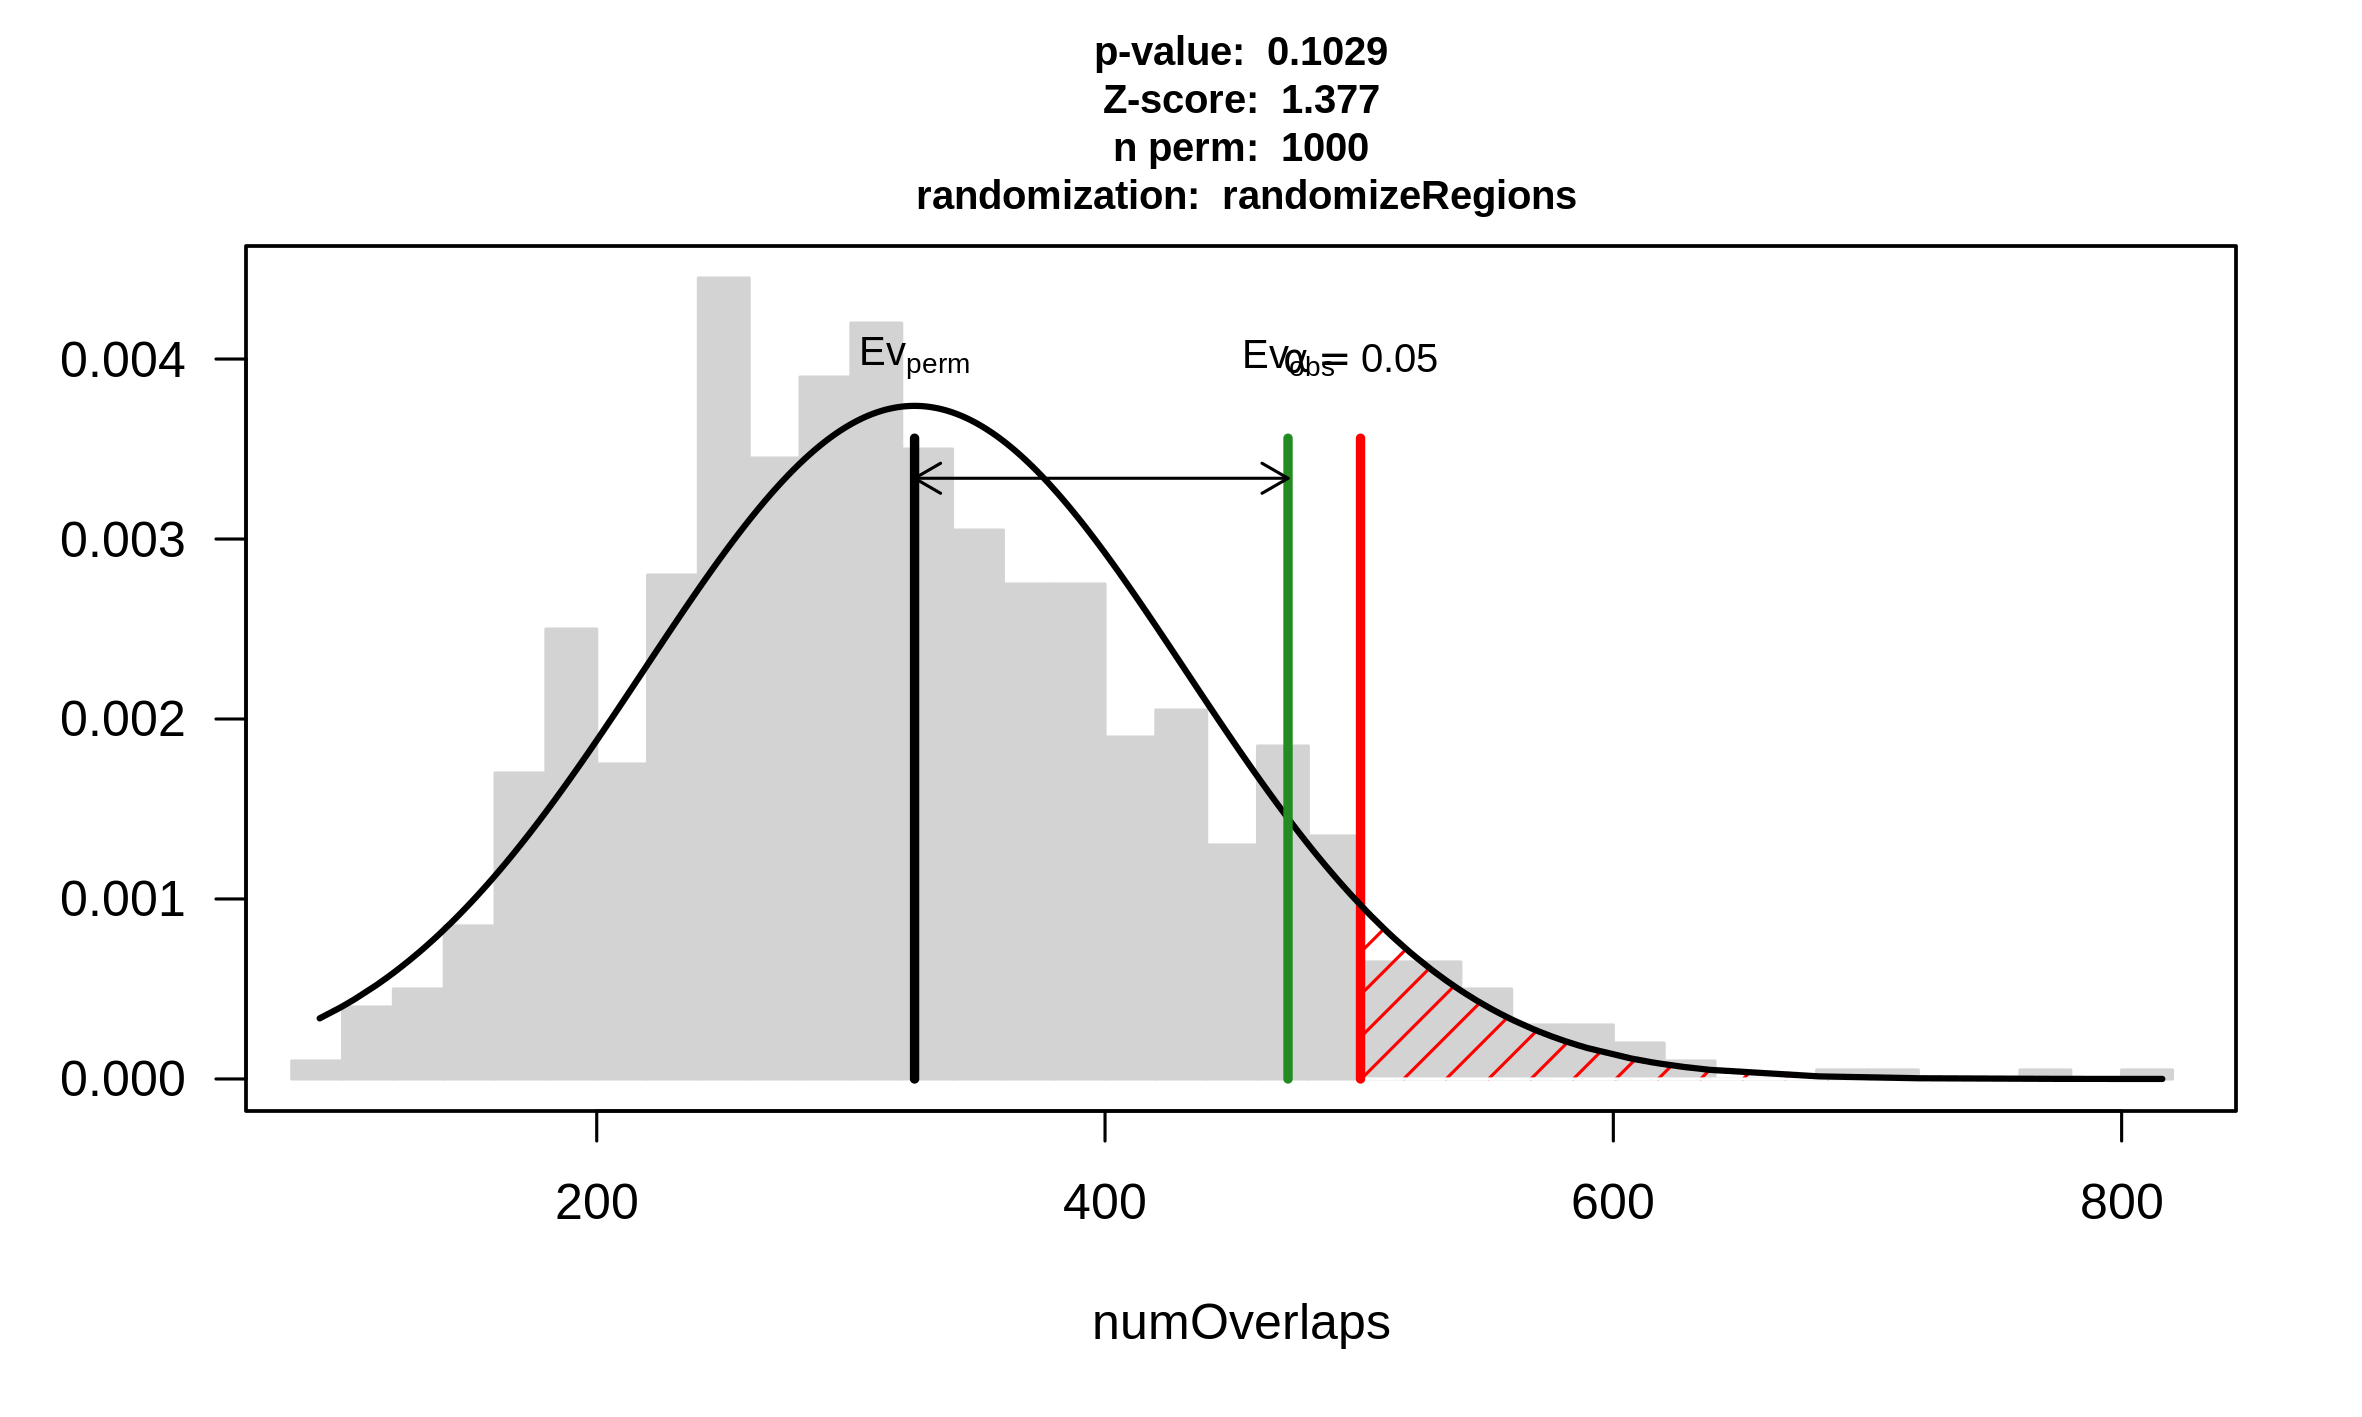 p-value: 0.1029
Z-score: 1.377
n perm: 1000
randomization: randomizeRegions
Evperm
Evobs
α = 0.05
0.004
0.003
0.002
0.001
0.000
200 400 600 800
numOverlaps